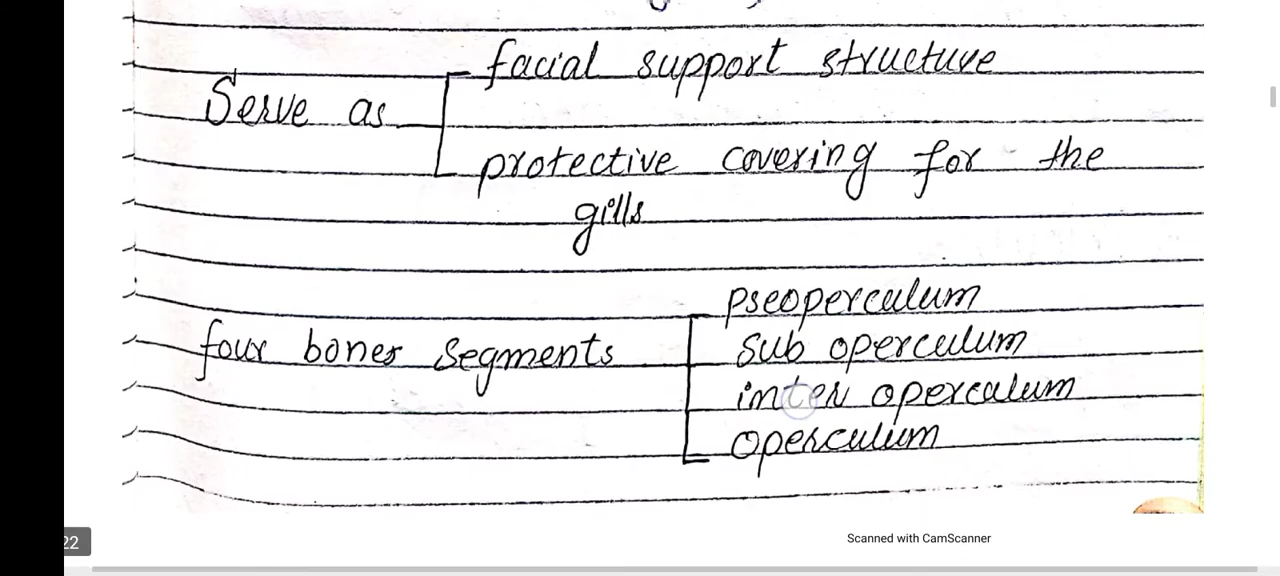 facial support structure
Serve as
protective covering for the
gills
pseoperculum
four bones segments
sub operculum
inter operculum
operculum
22
Scanned with CamScanner